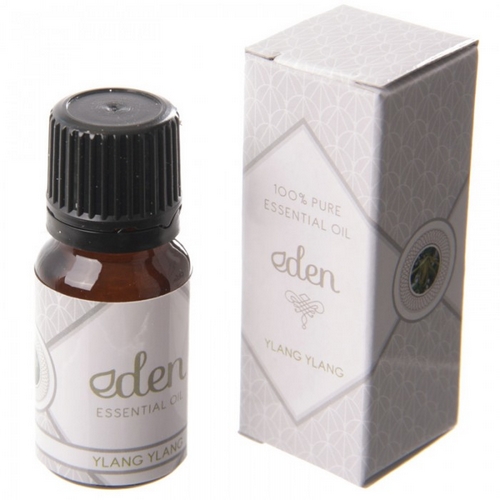 eden
ESSENTIAL OIL
YLANG YLANG
100% PURE
ESSENTIAL OIL
eden
YLANG YLANG